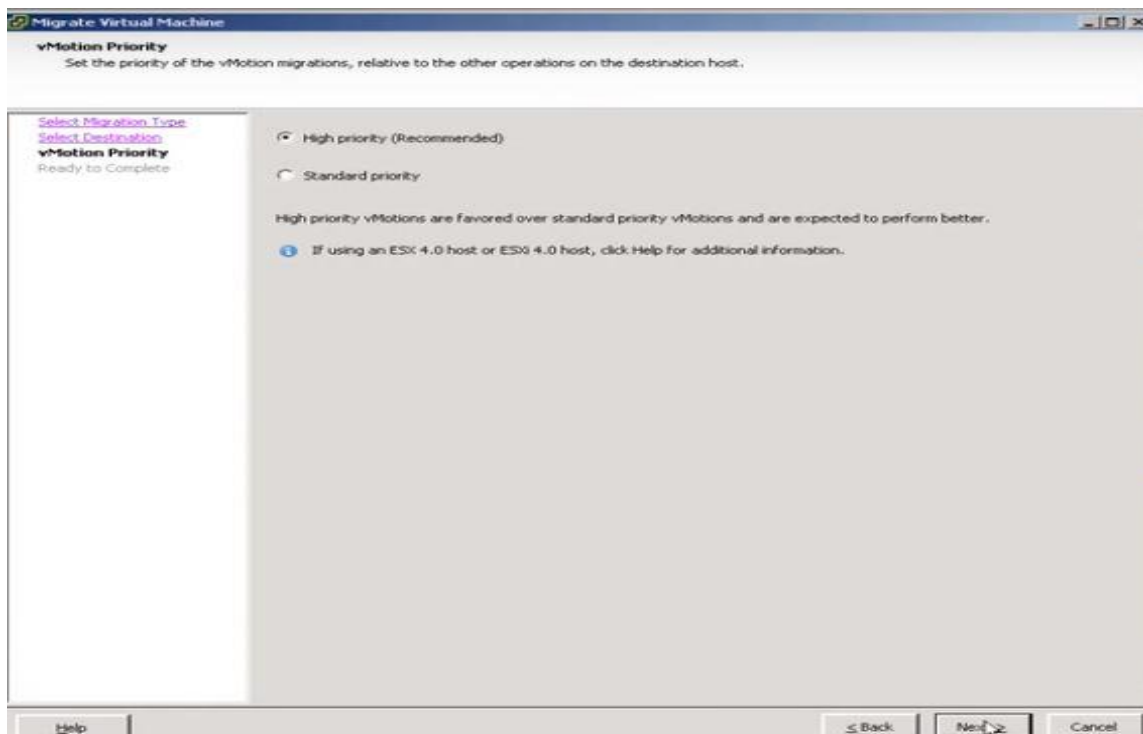 Migrate Virtual Machine
vMotion Priority
Set the priority of the vMotion migrations, relative to the other operations on the destination host.
Select Migration Type
Select Destination
vMotion Priority
Ready to Complete
High priority (Recommended)
Standard priority
High priority vMotions are favored over standard priority vMotions and are expected to perform better.
If using an ESX 4.0 host or ESXi 4.0 host, click Help for additional information.
Help
< Back
Next >
Cancel